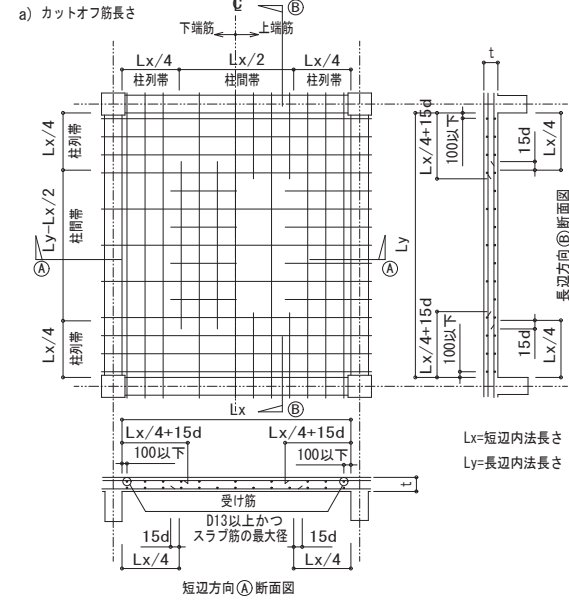 a) カットオフ筋長さ
C
B
下端筋
上端筋
Lx/4
Lx/2
Lx/4
柱列帯
柱間帯
柱列帯
t
Lx/4
柱列帯
Ly-Lx/2
柱間帯
Lx/4
柱列帯
A
A
Ly
Lx/4+15d
100以下
15d
Lx/4
Lx/4+15d
100以下
15d
Lx/4
長辺方向Ⓑ断面図
Lx
B
Lx/4+15d
Lx/4+15d
100以下
100以下
t
受け筋
D13以上かつ
スラブ筋の最大径
15d
15d
Lx/4
Lx/4
短辺方向Ⓐ断面図
Lx=短辺内法長さ
Ly=長辺内法長さ